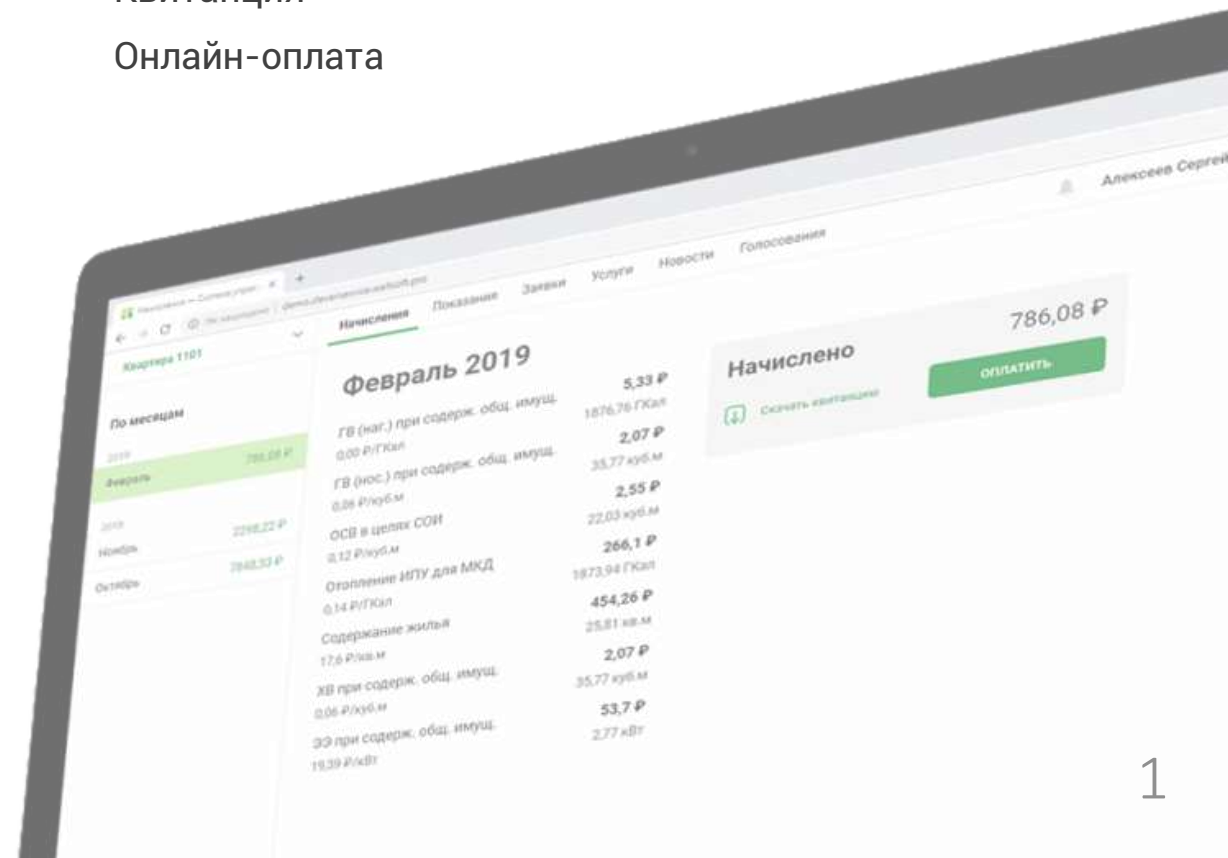 Квитанция
Онлайн-оплата
Алексеев Сергей
Квартира 1101
Начисления Показания Заявки Услуги Новости Голосования
По месяцам
2019
Февраль 786,08 ₽
2018
Ноябрь 2298,22 ₽
Октябрь
Февраль 2019
ГВ (наг.) при содерж. общ. имущ. 5,33 ₽
0,00 ₽/ГКал 1876,76 ГКал
ГВ (нос.) при содерж. общ. имущ. 2,07 ₽
0,06 ₽/куб.м 35,77 куб.м
ОСВ в целях СОИ 2,55 ₽
0,12 ₽/куб.м 22,03 куб.м
Отопление ИПУ для МКД 266,1 ₽
0,14 ₽/ГКал 1873,94 ГКал
Содержание жилья 454,26 ₽
17,6 ₽/кв.м 25,81 кв.м
ХВ при содерж. общ. имущ. 2,07 ₽
0,06 ₽/куб.м 35,77 куб.м
ЭЭ при содерж. общ. имущ. 53,7 ₽
19,39 ₽/кВт 2,77 кВт
Начислено 786,08 ₽
Скачать квитанцию ОПЛАТИТЬ
1